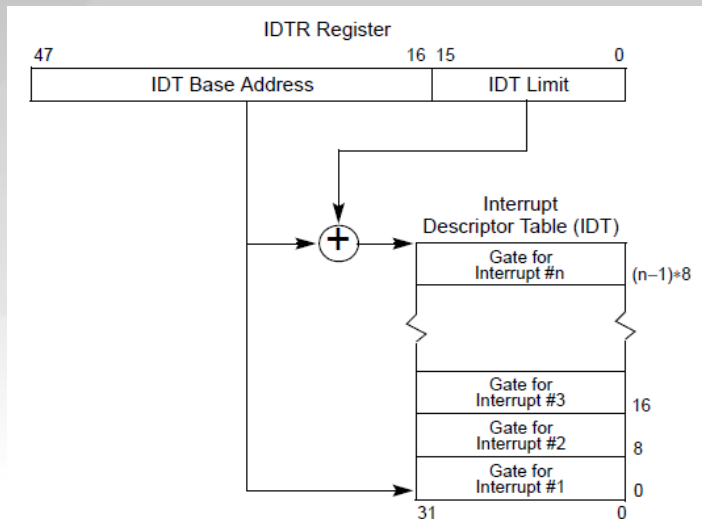 IDTR Register
47 16 15 0
IDT Base Address IDT Limit
+
Interrupt
Descriptor Table (IDT)
Gate for
Interrupt #n
(n−1)∗8
Gate for
Interrupt #3
16
Gate for
Interrupt #2
8
Gate for
Interrupt #1
0
31 0